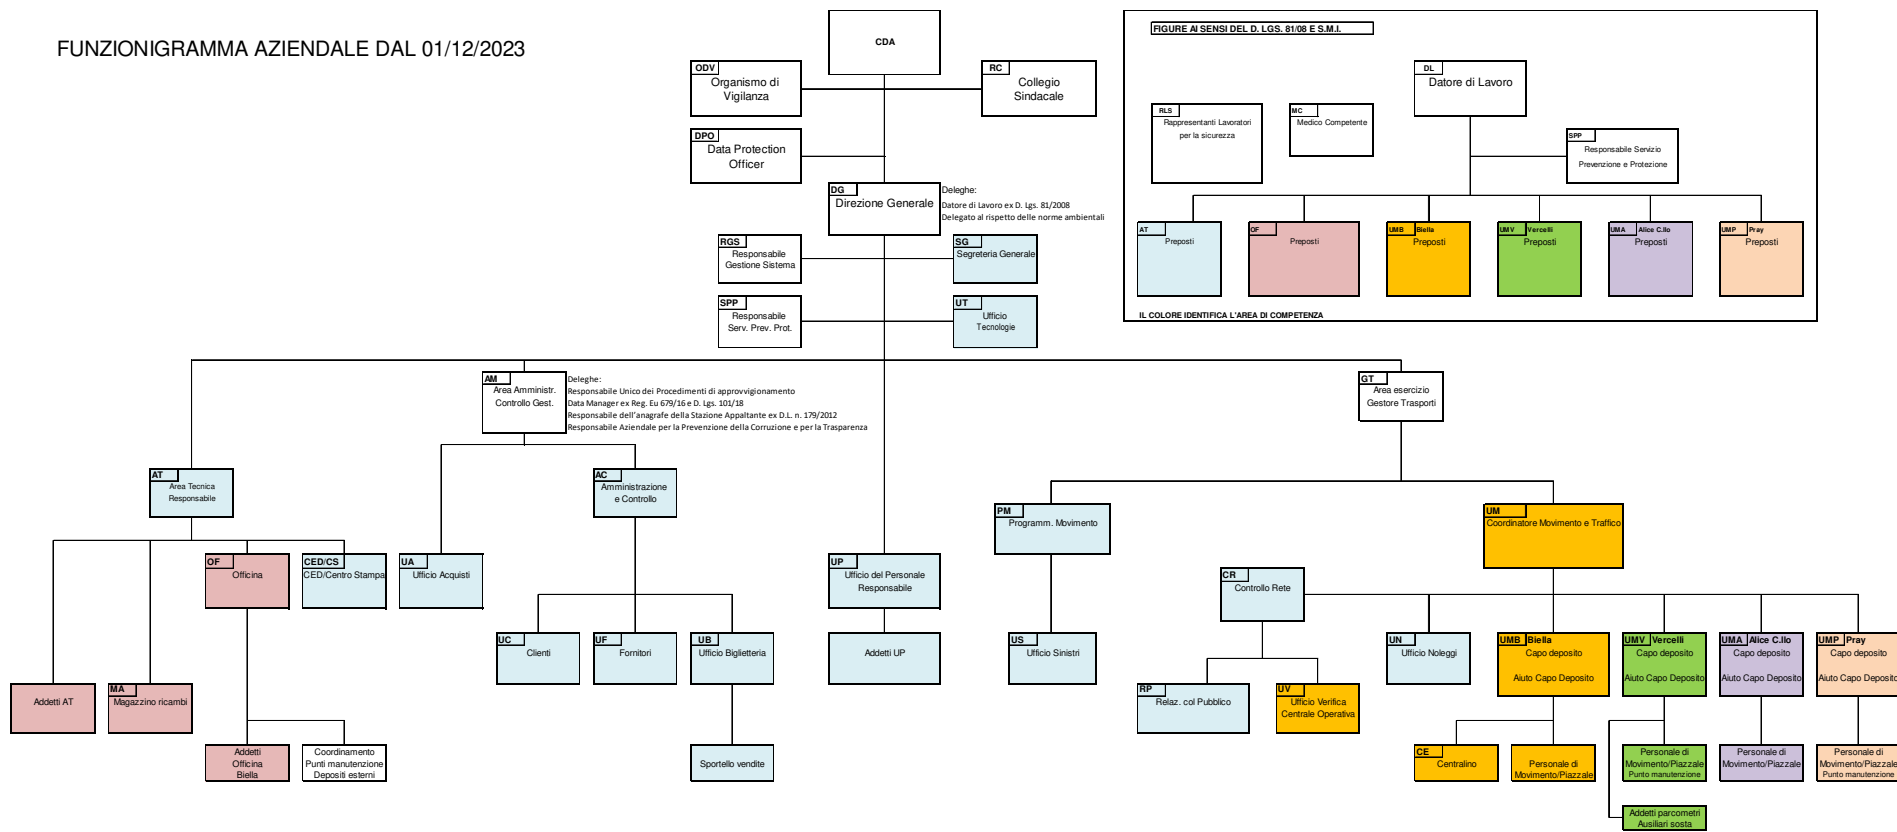 FUNZIONIGRAMMA AZIENDALE DAL 01/12/2023
CDA
ODV
Organismo di
Vigilanza
RC
Collegio
Sindacale
DPO
Data Protection
Officer
DG
Direzione Generale
Deleghe:
Datore di Lavoro ex D. Lgs. 81/2008
Delegato al rispetto delle norme ambientali
RGS
Responsabile
Gestione Sistema
SG
Segreteria Generale
SPP
Responsabile
Serv. Prev. Prot.
UT
Ufficio
Tecnologie
FIGURE AI SENSI DEL D. LGS. 81/08 E S.M.I.
DL
Datore di Lavoro
RLS
Rappresentanti Lavoratori
per la sicurezza
MC
Medico Competente
SPP
Responsabile Servizio
Prevenzione e Protezione
AT
Preposti
OF
Preposti
UMB Biella
Preposti
UMV Vercelli
Preposti
UMA Alice C.llo
Preposti
UMP Pray
Preposti
IL COLORE IDENTIFICA L'AREA DI COMPETENZA
AM
Area Amministr.
Controllo Gest.
Deleghe:
Responsabile Unico dei Procedimenti di approvvigionamento
Data Manager ex Reg. Eu 679/16 e D. Lgs. 101/18
Responsabile dell'anagrafe della Stazione Appaltante ex D.L. n. 179/2012
Responsabile Aziendale per la Prevenzione della Corruzione e per la Trasparenza
GT
Area esercizio
Gestore Trasporti
AT
Area Tecnica
Responsabile
AC
Amministrazione
e Controllo
PM
Programm. Movimento
UM
Coordinatore Movimento e Traffico
OF
Officina
CED/CS
CED/Centro Stampa
UA
Ufficio Acquisti
UP
Ufficio del Personale
Responsabile
CR
Controllo Rete
UC
Clienti
UF
Fornitori
UB
Ufficio Biglietteria
Addetti UP
US
Ufficio Sinistri
UN
Ufficio Noleggi
UMB Biella
Capo deposito
Aiuto Capo Deposito
UMV Vercelli
Capo deposito
Aiuto Capo Deposito
UMA Alice C.llo
Capo deposito
Aiuto Capo Deposito
UMP Pray
Capo deposito
Aiuto Capo Deposito
Addetti AT
MA
Magazzino ricambi
RP
Relaz. col Pubblico
UV
Ufficio Verifica
Centrale Operativa
Addetti
Officina
Biella
Coordinamento
Punti manutenzione
Depositi esterni
Sportello vendite
CE
Centralino
Personale di
Movimento/Piazzale
Personale di
Movimento/Piazzale
Punto manutenzione
Personale di
Movimento/Piazzale
Personale di
Movimento/Piazzale
Punto manutenzione
Addetti parcometri
Ausiliari sosta